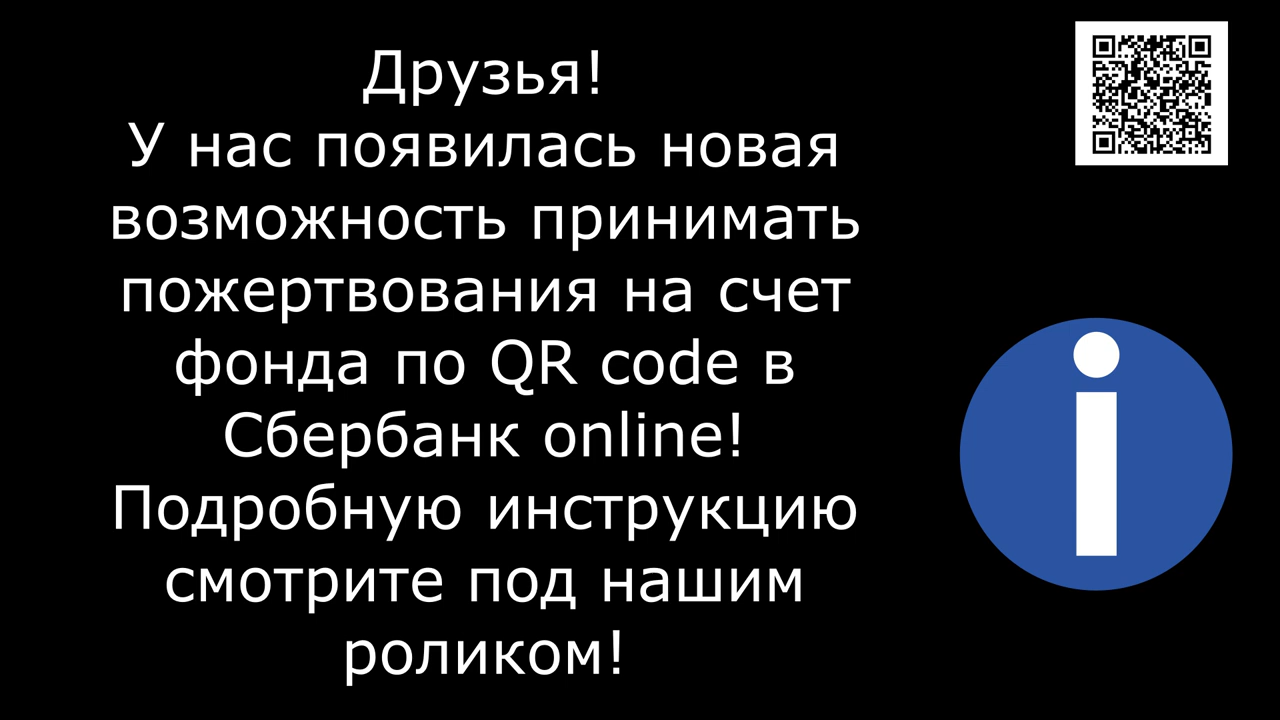 Друзья!
У нас появилась новая
возможность принимать
пожертвования на счет
фонда по QR code в
Сбербанк online!
Подробную инструкцию
смотрите под нашим
роликом!